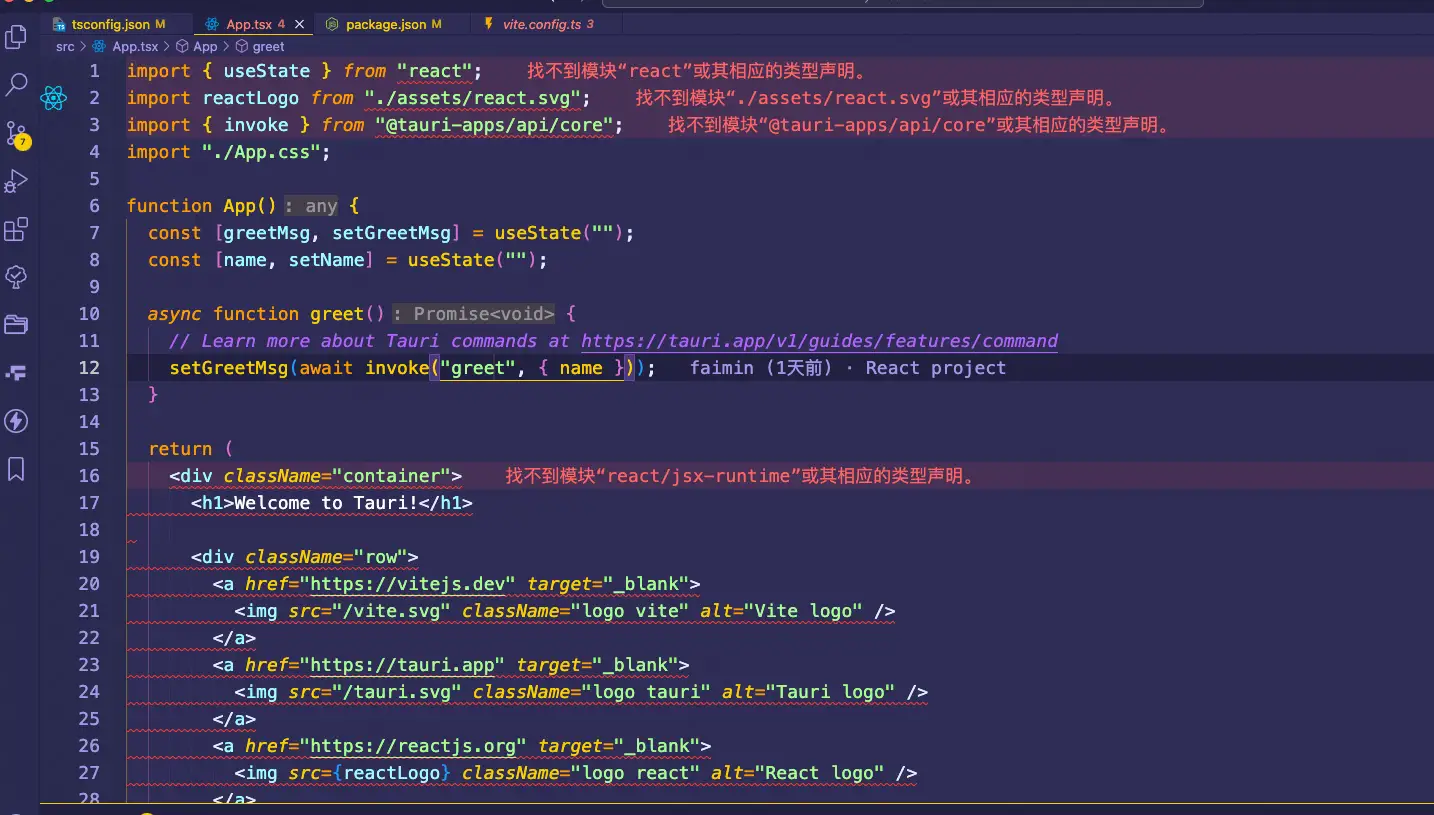 tsconfig.json M App.tsx 4 package.json M vite.config.ts 3
src App.tsx App greet
1 import { useState } from "react"; 找不到模块“react”或其相应的类型声明。
2 import reactLogo from "./assets/react.svg"; 找不到模块“./assets/react.svg”或其相应的类型声明。
3 import { invoke } from "@tauri-apps/api/core"; 找不到模块“@tauri-apps/api/core”或其相应的类型声明。
4 import "./App.css";
5
6 function App(): any {
7 const [greetMsg, setGreetMsg] = useState("");
8 const [name, setName] = useState("");
9
10 async function greet(): Promise<void> {
11 // Learn more about Tauri commands at https://tauri.app/v1/guides/features/command
12 setGreetMsg(await invoke("greet", { name })); faimin (1天前) · React project
13 }
14
15 return (
16 <div className="container"> 找不到模块“react/jsx-runtime”或其相应的类型声明。
17 <h1>Welcome to Tauri!</h1>
18
19 <div className="row">
20 <a href="https://vitejs.dev" target="_blank">
21 <img src="/vite.svg" className="logo vite" alt="Vite logo" />
22 </a>
23 <a href="https://tauri.app" target="_blank">
24 <img src="/tauri.svg" className="logo tauri" alt="Tauri logo" />
25 </a>
26 <a href="https://reactjs.org" target="_blank">
27 <img src={reactLogo} className="logo react" alt="React logo" />
28 </a>
7